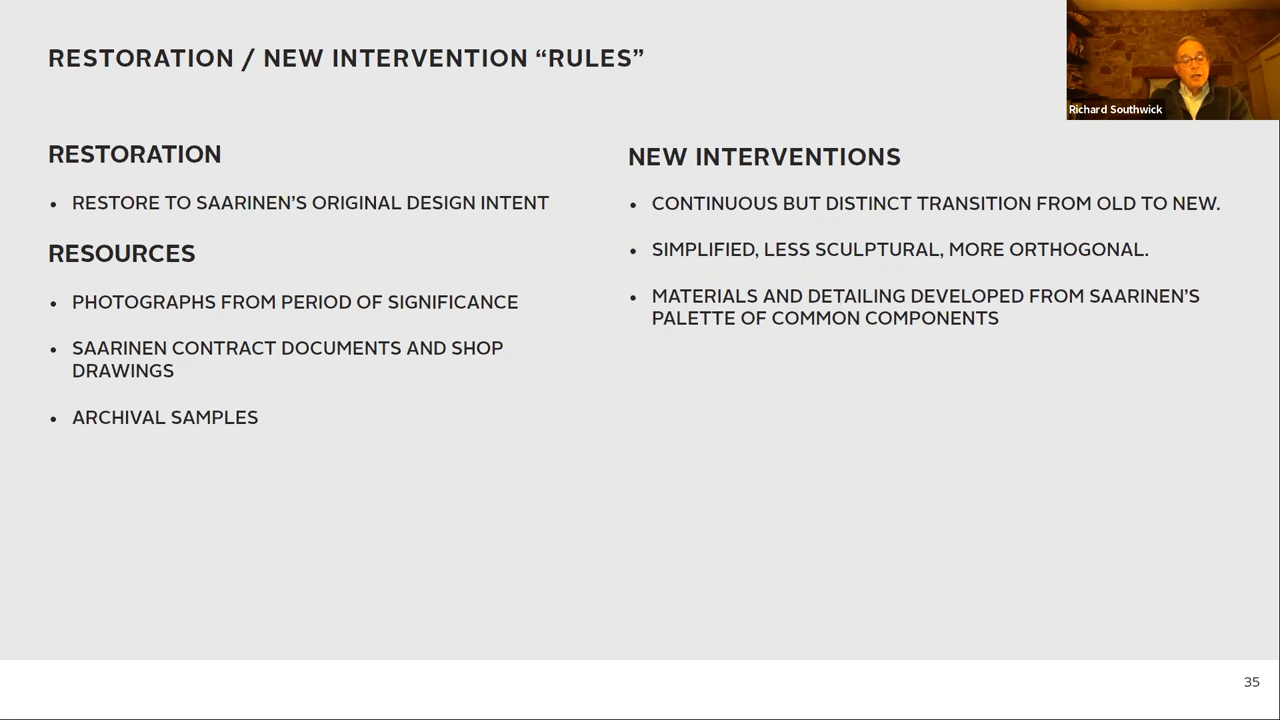 RESTORATION / NEW INTERVENTION “RULES”
Richard Southwick
RESTORATION
• RESTORE TO SAARINEN’S ORIGINAL DESIGN INTENT
RESOURCES
• PHOTOGRAPHS FROM PERIOD OF SIGNIFICANCE
• SAARINEN CONTRACT DOCUMENTS AND SHOP
DRAWINGS
• ARCHIVAL SAMPLES
NEW INTERVENTIONS
• CONTINUOUS BUT DISTINCT TRANSITION FROM OLD TO NEW.
• SIMPLIFIED, LESS SCULPTURAL, MORE ORTHOGONAL.
• MATERIALS AND DETAILING DEVELOPED FROM SAARINEN’S
PALETTE OF COMMON COMPONENTS
35